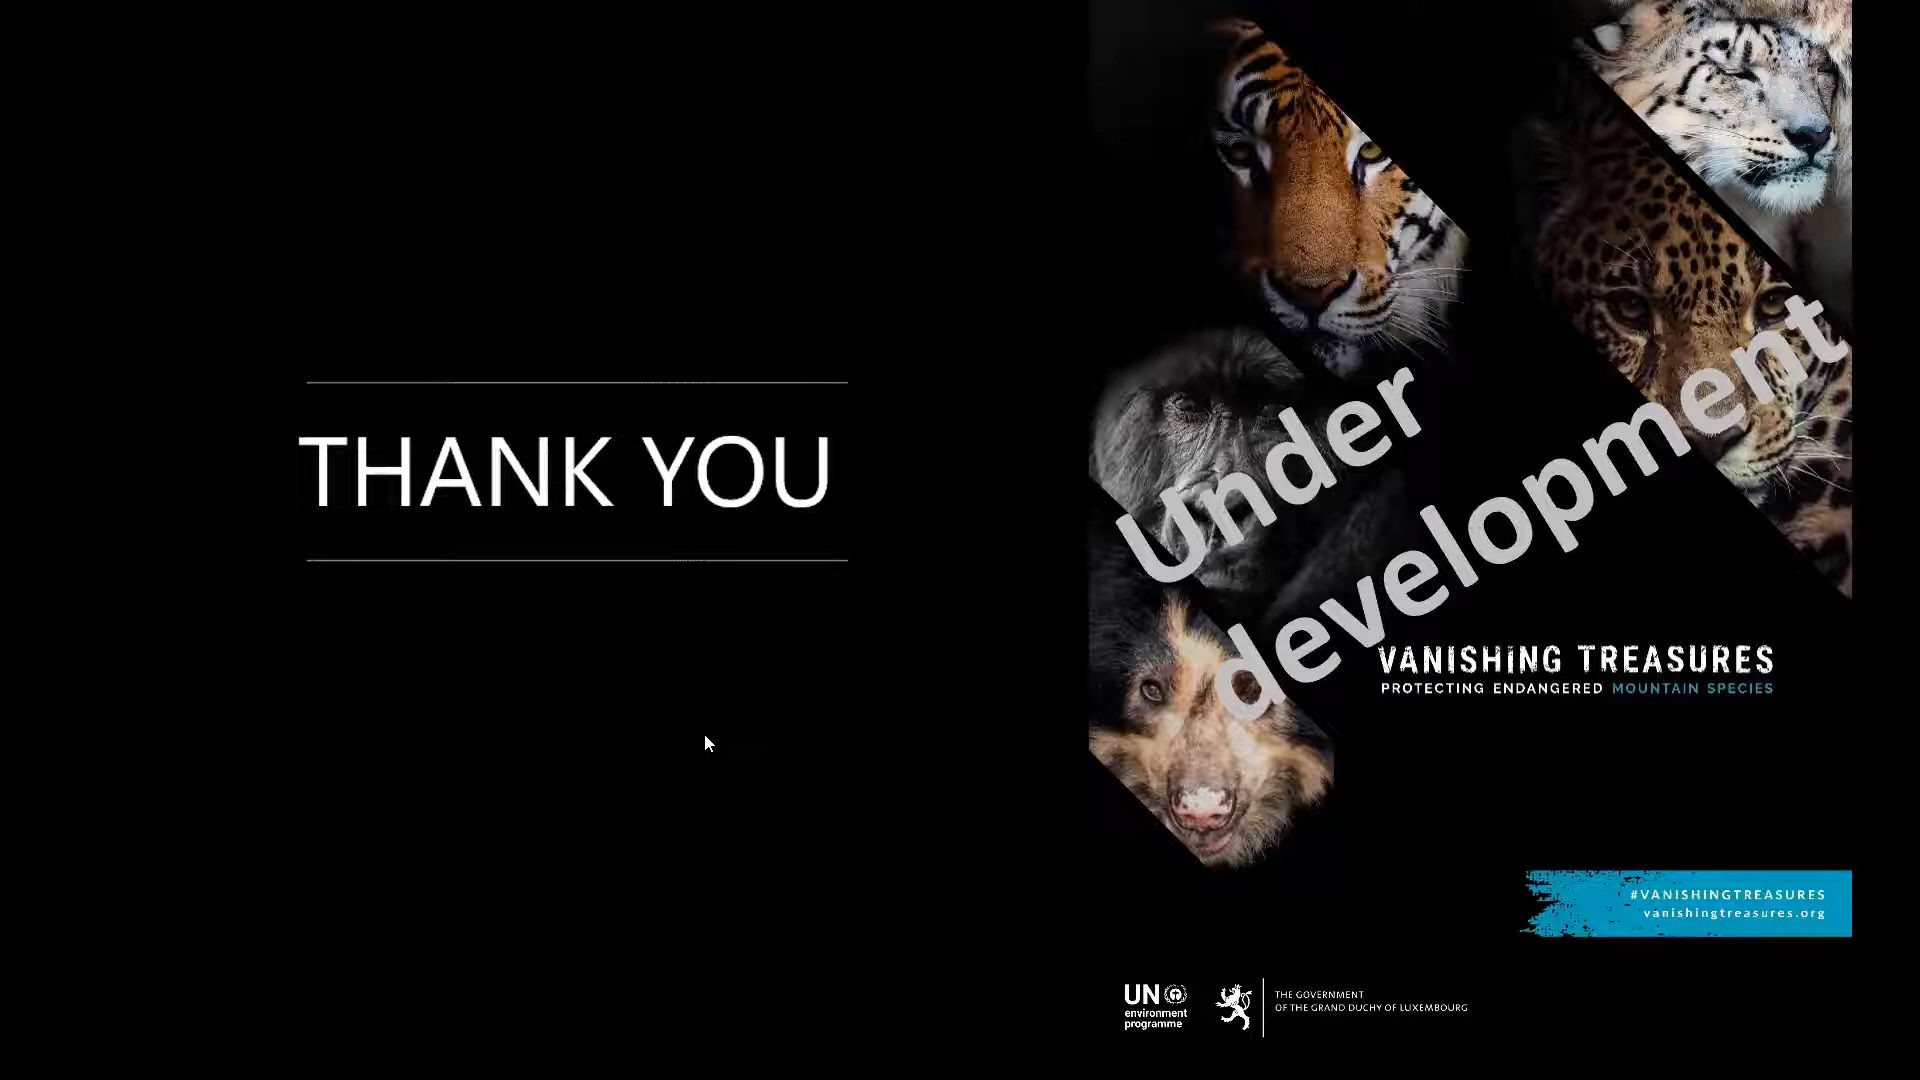 THANK YOU
Under
development
VANISHING TREASURES
PROTECTING ENDANGERED MOUNTAIN SPECIES
#VANISHINGTREASURES
vanishingtreasures.org
UN
environment
programme
THE GOVERNMENT
OF THE GRAND DUCHY OF LUXEMBOURG